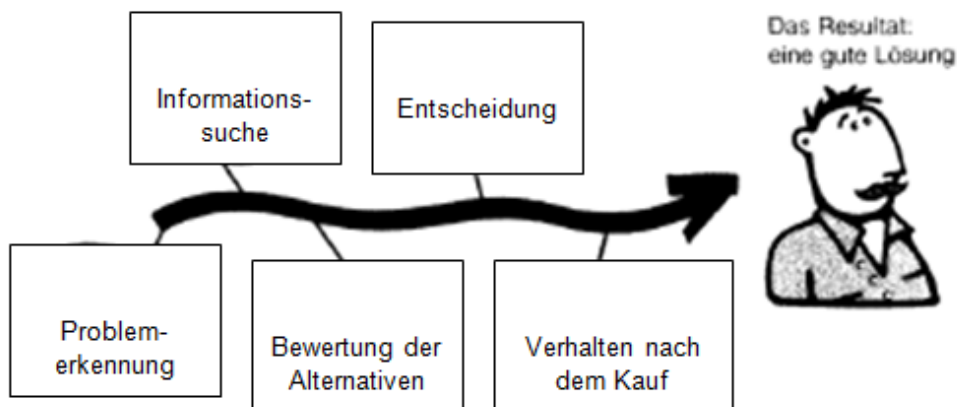 Das Resultat:
eine gute Lösung
Informations-
suche
Entscheidung
Problem-
erkennung
Bewertung der
Alternativen
Verhalten nach
dem Kauf